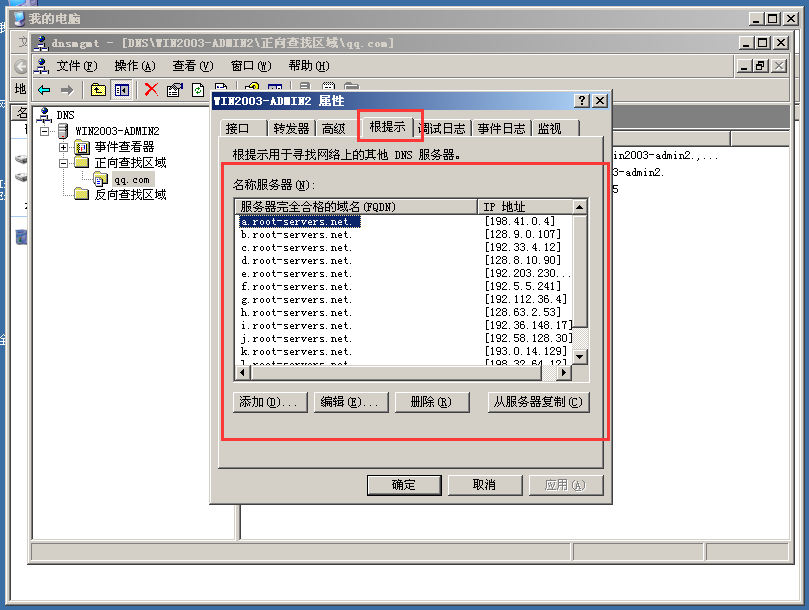 我的电脑
dnsmgmt - [DNS\WIN2003-ADMIN2\正向查找区域\qq.com]
文件(F) 操作(A) 查看(V) 窗口(W) 帮助(H)
地
名
DNS
WIN2003-ADMIN2
事件查看器
正向查找区域
qq.com
反向查找区域
in2003-admin2.,...
3-admin2.
5
WIN2003-ADMIN2 属性
接口 转发器 高级 根提示 调试日志 事件日志 监视
根提示用于寻找网络上的其他 DNS 服务器。
名称服务器(N):
服务器完全合格的域名(FQDN) IP 地址
a.root-servers.net. [198.41.0.4]
b.root-servers.net. [128.9.0.107]
c.root-servers.net. [192.33.4.12]
d.root-servers.net. [128.8.10.90]
e.root-servers.net. [192.203.230...
f.root-servers.net. [192.5.5.241]
g.root-servers.net. [192.112.36.4]
h.root-servers.net. [128.63.2.53]
i.root-servers.net. [192.36.148.17]
j.root-servers.net. [192.58.128.30]
k.root-servers.net. [193.0.14.129]
l.root-servers.net. [198.32.64.12]
添加(D)... 编辑(E)... 删除(R) 从服务器复制(C)
确定 取消 应用(A)